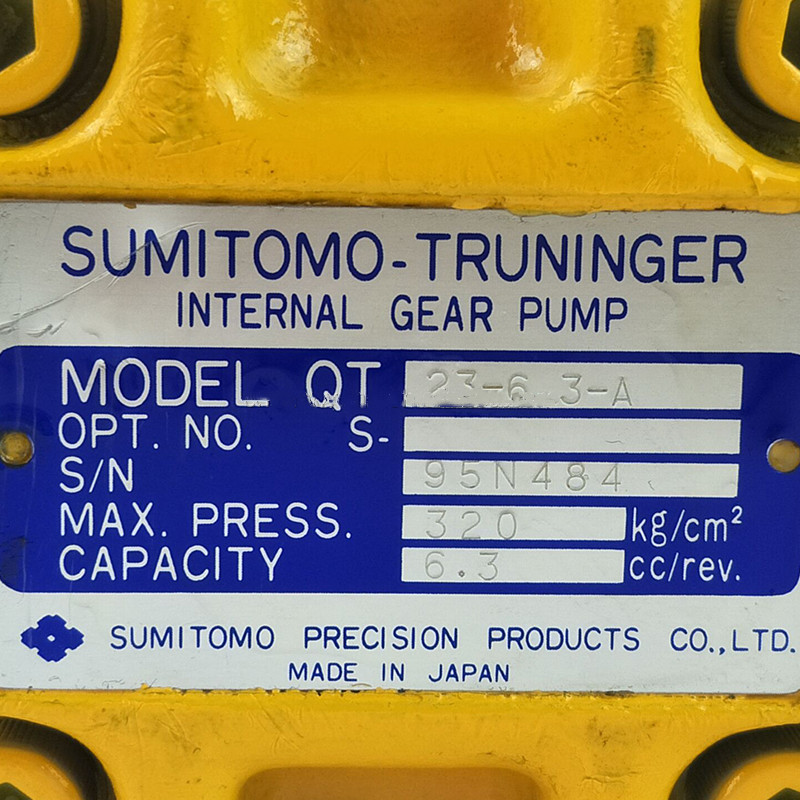 SUMITOMO-TRUNINGER
INTERNAL GEAR PUMP
MODEL QT 23-6.3-A
OPT. NO. S-
S/N 95N484
MAX. PRESS. 320 kg/cm²
CAPACITY 6.3 cc/rev.
SUMITOMO PRECISION PRODUCTS CO.,LTD.
MADE IN JAPAN